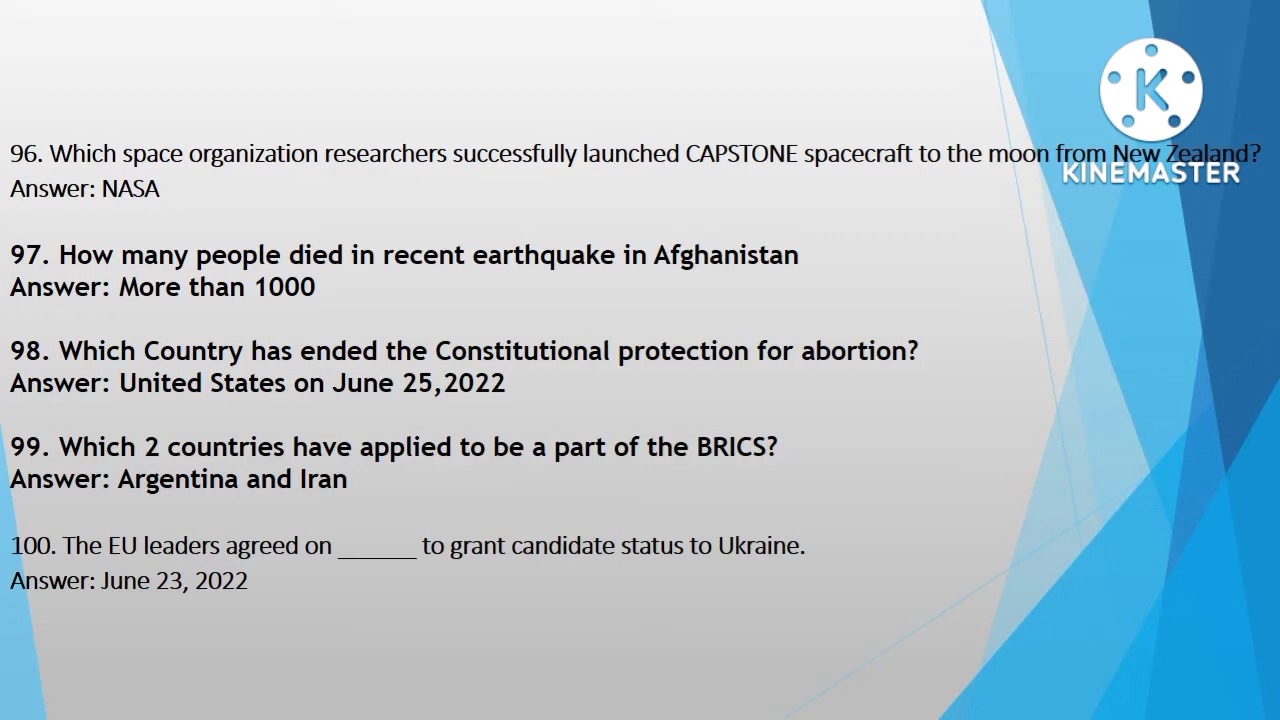 K
KINEMASTER
96. Which space organization researchers successfully launched CAPSTONE spacecraft to the moon from New Zealand?
Answer: NASA
97. How many people died in recent earthquake in Afghanistan
Answer: More than 1000
98. Which Country has ended the Constitutional protection for abortion?
Answer: United States on June 25,2022
99. Which 2 countries have applied to be a part of the BRICS?
Answer: Argentina and Iran
100. The EU leaders agreed on ______ to grant candidate status to Ukraine.
Answer: June 23, 2022